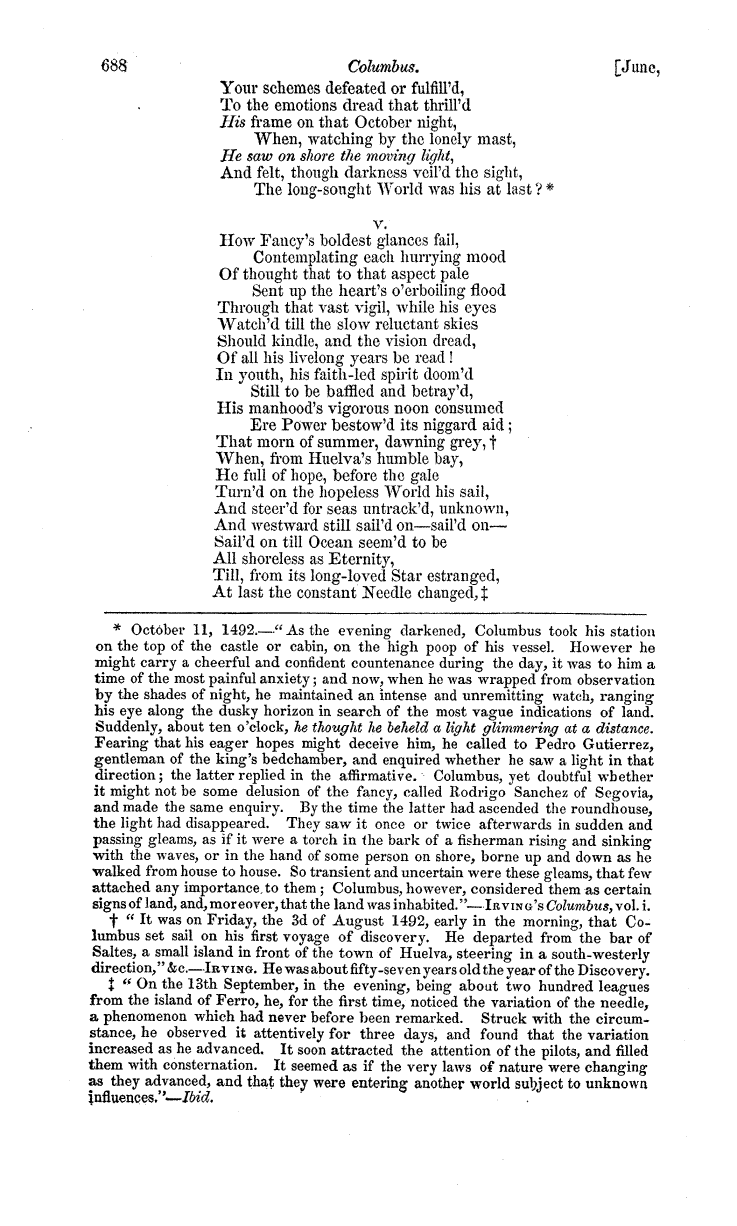 688 Columbus. [June,
Your schemes defeated or fulfill'd,
To the emotions dread that thrill'd
His frame on that October night,
When, watching by the lonely mast,
He saw on shore the moving light,
And felt, though darkness veil'd the sight,
The long-sought World was his at last? *
V.
How Fancy's boldest glances fail,
Contemplating each hurrying mood
Of thought that to that aspect pale
Sent up the heart's o'erboiling flood
Through that vast vigil, while his eyes
Watch'd till the slow reluctant skies
Should kindle, and the vision dread,
Of all his livelong years be read!
In youth, his faith-led spirit doom'd
Still to be baffled and betray'd,
His manhood's vigorous noon consumed
Ere Power bestow'd its niggard aid;
That morn of summer, dawning grey, †
When, from Huelva's humble bay,
He full of hope, before the gale
Turn'd on the hopeless World his sail,
And steer'd for seas untrack'd, unknown,
And westward still sail'd on—sail'd on—
Sail'd on till Ocean seem'd to be
All shoreless as Eternity,
Till, from its long-loved Star estranged,
At last the constant Needle changed, ‡
* October 11, 1492.—“As the evening darkened, Columbus took his station
on the top of the castle or cabin, on the high poop of his vessel. However he
might carry a cheerful and confident countenance during the day, it was to him a
time of the most painful anxiety; and now, when he was wrapped from observation
by the shades of night, he maintained an intense and unremitting watch, ranging
his eye along the dusky horizon in search of the most vague indications of land.
Suddenly, about ten o'clock, he thought he beheld a light glimmering at a distance.
Fearing that his eager hopes might deceive him, he called to Pedro Gutierrez,
gentleman of the king's bedchamber, and enquired whether he saw a light in that
direction; the latter replied in the affirmative. Columbus, yet doubtful whether
it might not be some delusion of the fancy, called Rodrigo Sanchez of Segovia,
and made the same enquiry. By the time the latter had ascended the roundhouse,
the light had disappeared. They saw it once or twice afterwards in sudden and
passing gleams, as if it were a torch in the bark of a fisherman rising and sinking
with the waves, or in the hand of some person on shore, borne up and down as he
walked from house to house. So transient and uncertain were these gleams, that few
attached any importance to them; Columbus, however, considered them as certain
signs of land, and, moreover, that the land was inhabited.”—IRVING'S Columbus, vol. i.
† “It was on Friday, the 3d of August 1492, early in the morning, that Co-
lumbus set sail on his first voyage of discovery. He departed from the bar of
Saltes, a small island in front of the town of Huelva, steering in a south-westerly
direction,” &c.—IRVING. He was about fifty-seven years old the year of the Discovery.
‡ “On the 13th September, in the evening, being about two hundred leagues
from the island of Ferro, he, for the first time, noticed the variation of the needle,
a phenomenon which had never before been remarked. Struck with the circum-
stance, he observed it attentively for three days, and found that the variation
increased as he advanced. It soon attracted the attention of the pilots, and filled
them with consternation. It seemed as if the very laws of nature were changing
as they advanced, and that they were entering another world subject to unknown
influences.”—Ibid.